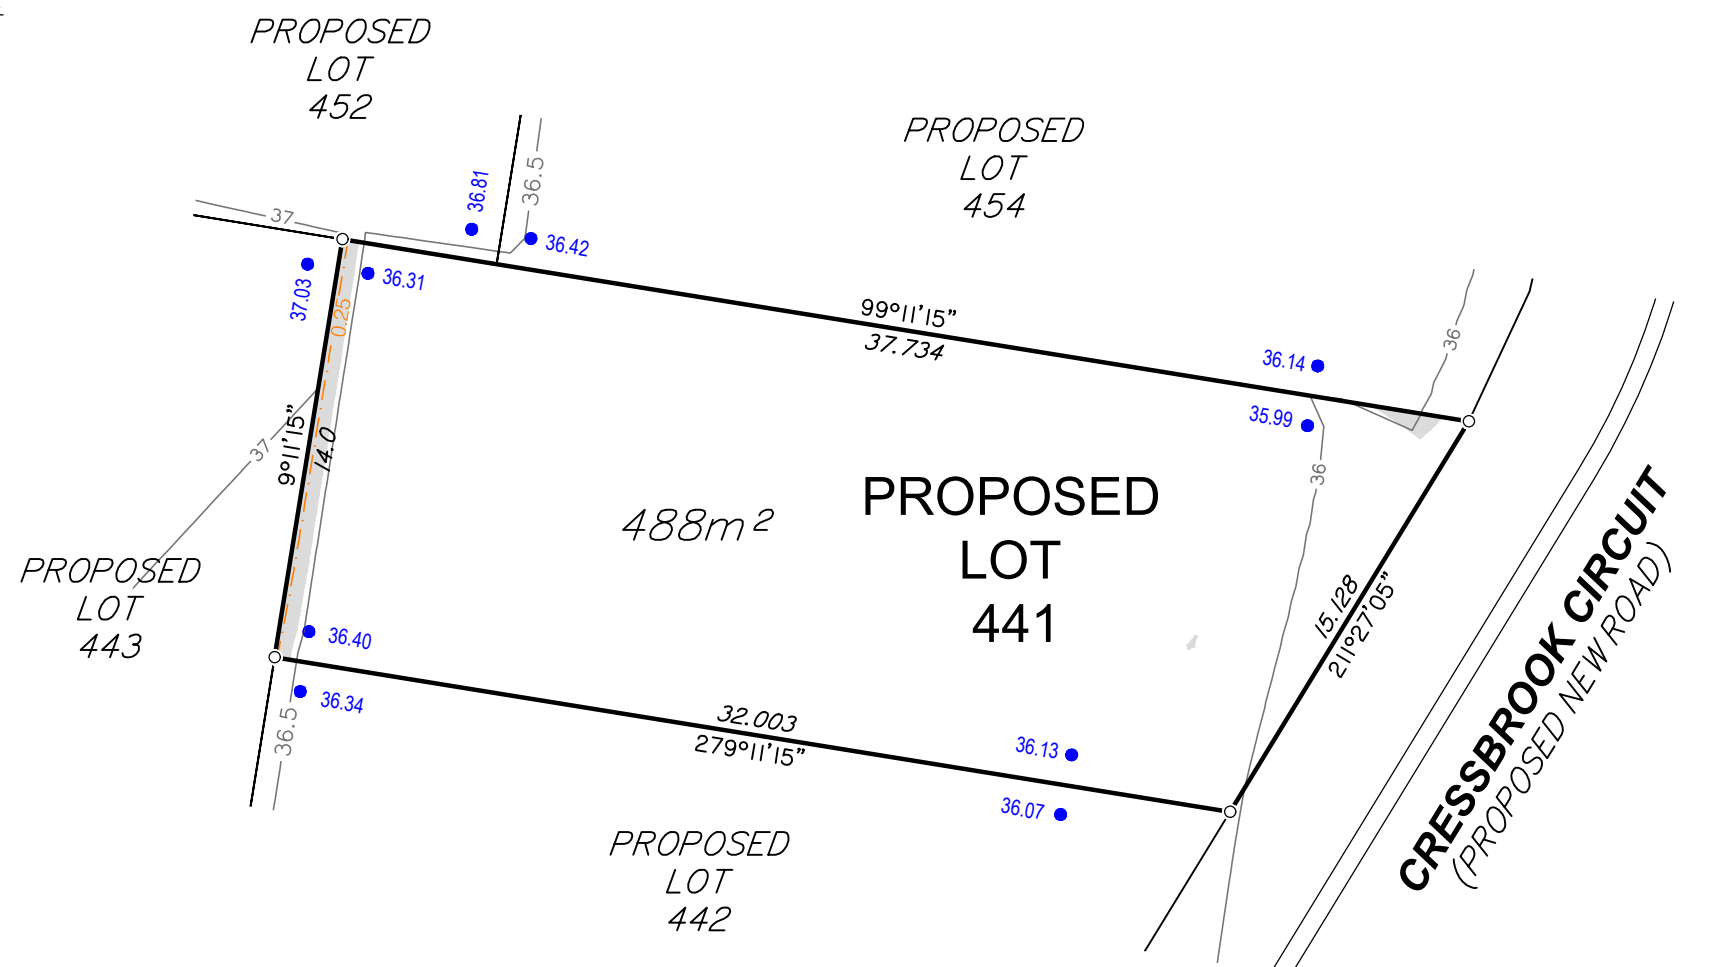 PROPOSED
LOT
452
PROPOSED
LOT
454
36.81
36.5
36.42
37
37.03
36.31
0.25
99°11'15"
37.734
36.14
36
35.99
36
37
9°11'15"
14.0
488m²
PROPOSED
LOT
441
PROPOSED
LOT
443
15.128
211°27'05"
CRESSBROOK CIRCUIT
(PROPOSED NEW ROAD)
36.40
36.34
36.5
32.003
279°11'15"
36.13
36.07
PROPOSED
LOT
442